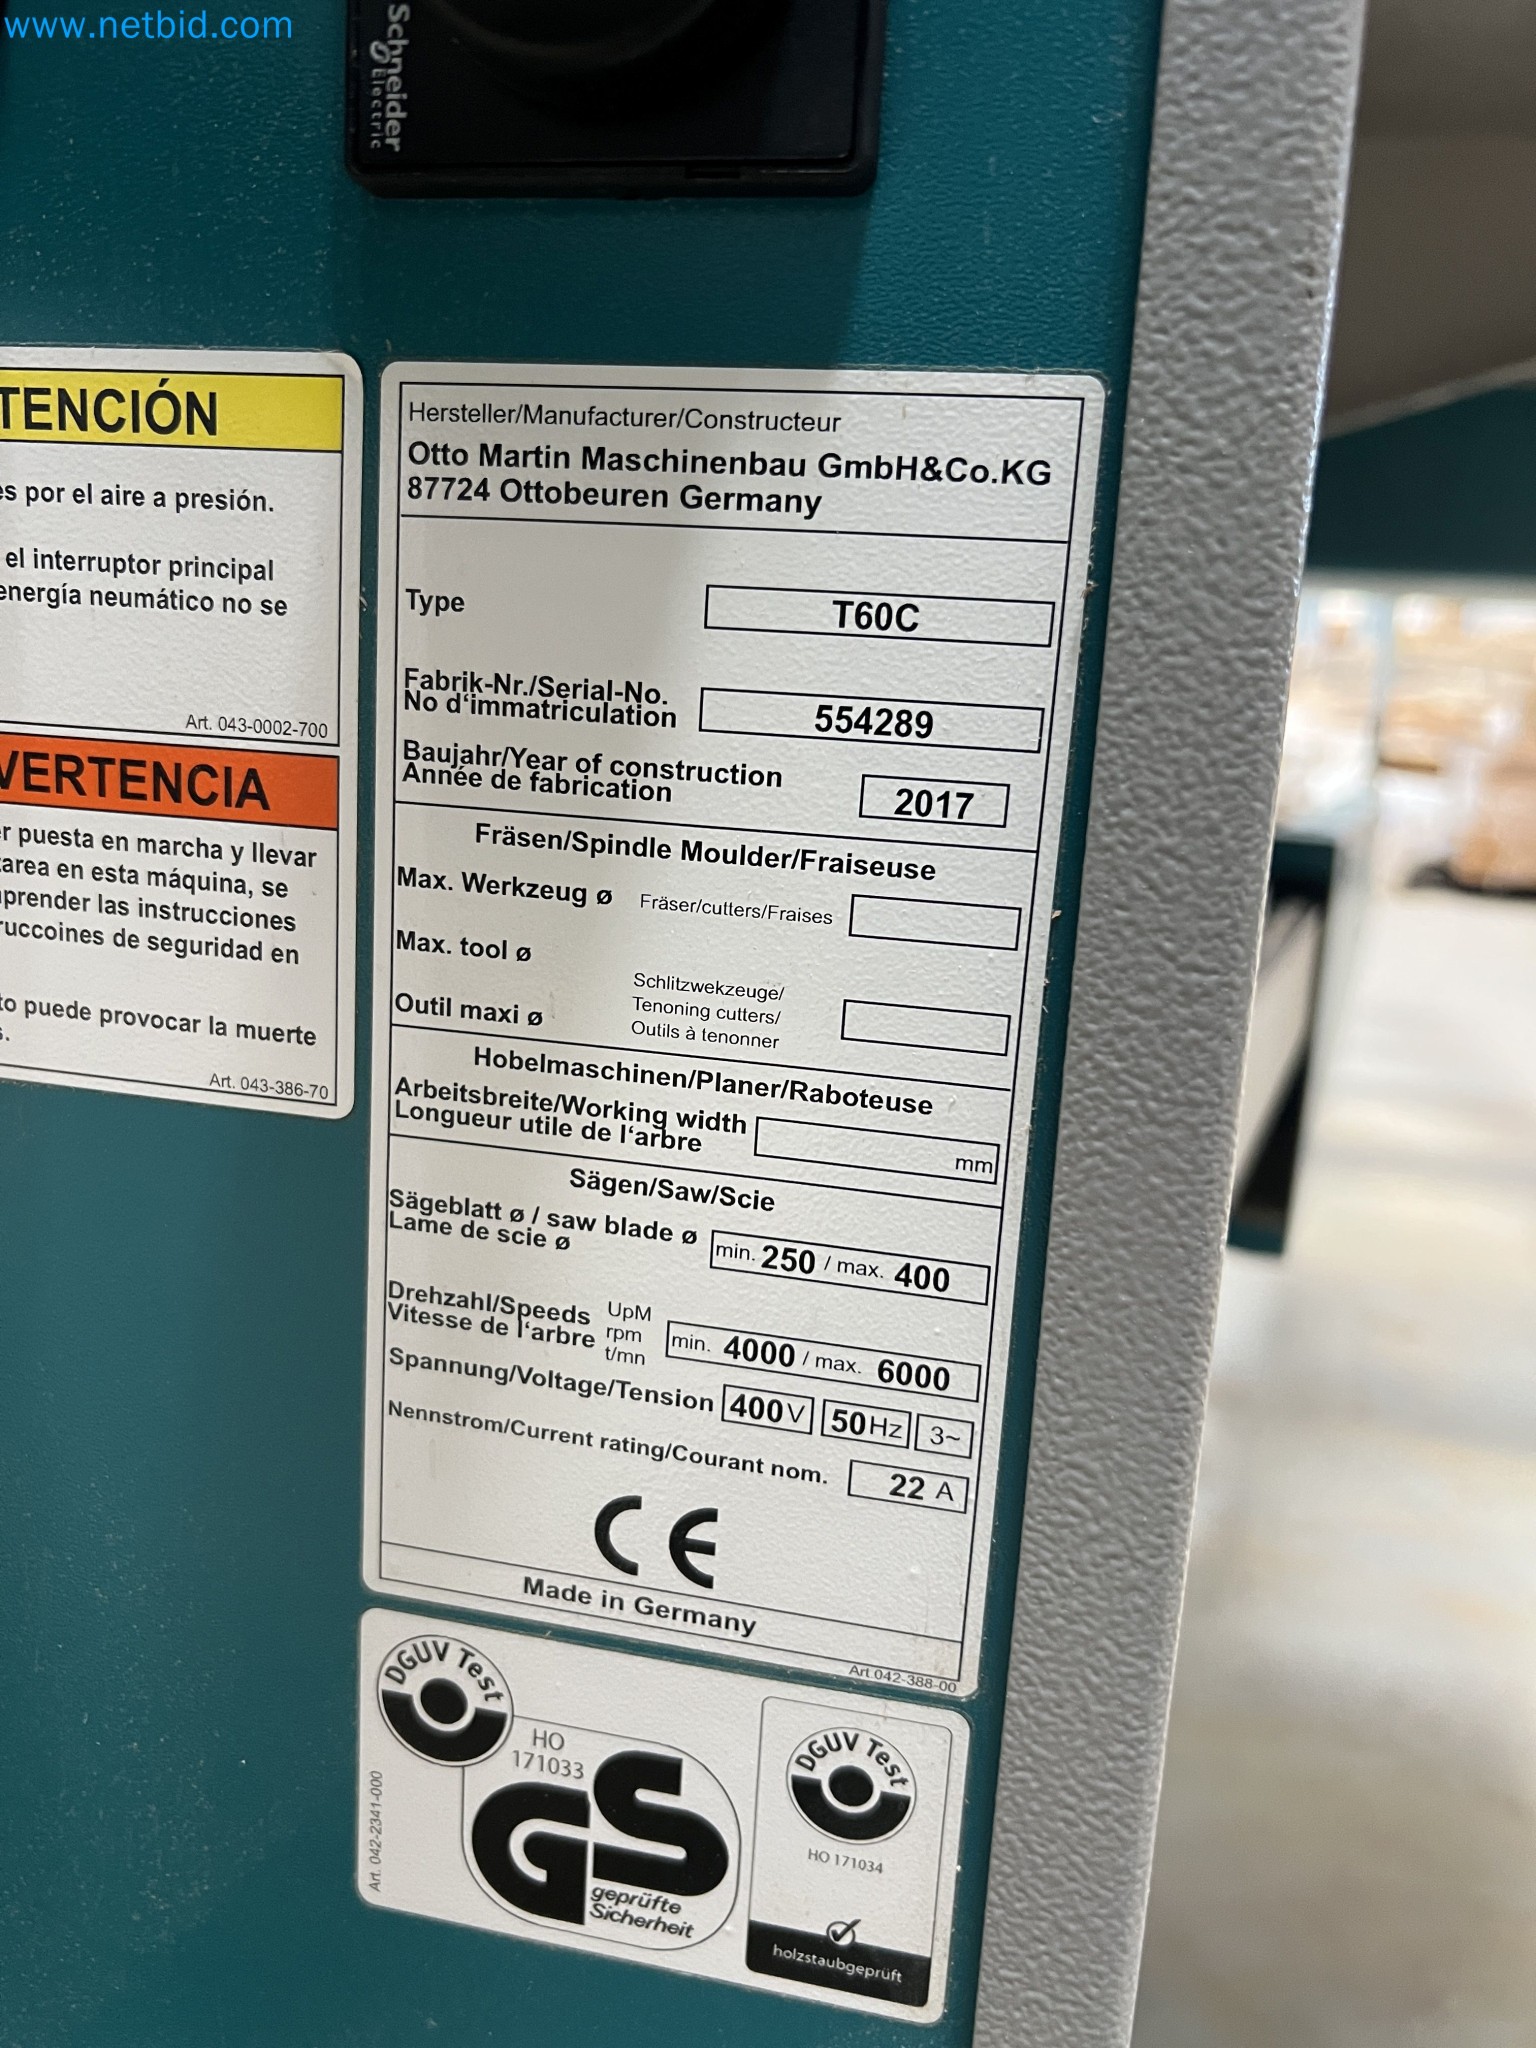 www.netbid.com
Schneider
Electric
TENCIÓN
es por el aire a presión.
el interruptor principal
energía neumático no se
Art. 043-0002-700
VERTENCIA
er puesta en marcha y llevar
tarea en esta máquina, se
prender las instrucciones
ruccoines de seguridad en
to puede provocar la muerte
s.
Art. 043-386-70
Hersteller/Manufacturer/Constructeur
Otto Martin Maschinenbau GmbH&Co.KG
87724 Ottobeuren Germany
Type T60C
Fabrik-Nr./Serial-No.
No d'immatriculation 554289
Baujahr/Year of construction
Année de fabrication 2017
Fräsen/Spindle Moulder/Fraiseuse
Max. Werkzeug ø Fräser/cutters/Fraises
Max. tool ø
Schlitzwekzeuge/
Tenoning cutters/
Outils à tenonner
Outil maxi ø
Hobelmaschinen/Planer/Raboteuse
Arbeitsbreite/Working width
Longueur utile de l'arbre mm
Sägen/Saw/Scie
Sägeblatt ø / saw blade ø
Lame de scie ø min. 250 / max. 400
Drehzahl/Speeds UpM
Vitesse de l'arbre rpm
t/mn
min. 4000 / max. 6000
Spannung/Voltage/Tension 400V 50Hz 3~
Nennstrom/Current rating/Courant nom. 22 A
CE
Made in Germany
Art.042-388-00
DGUV Test
HO
171033
GS
geprüfte
Sicherheit
Art. 042-2341-000
DGUV Test
HO 171034
holzstaubgeprüft